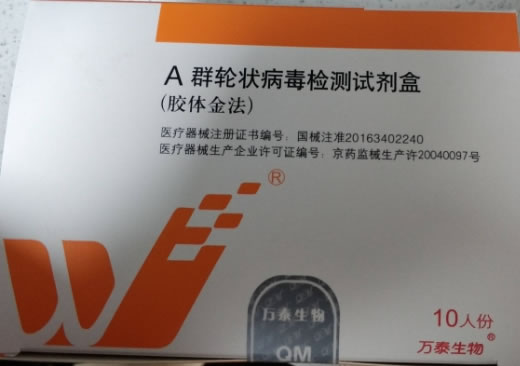 A 群轮状病毒检测试剂盒
(胶体金法)
医疗器械注册证书编号：国械注准20163402240
医疗器械生产企业许可证编号：京药监械生产许20040097号
®
万泰生物
QM
10人份
万泰生物®